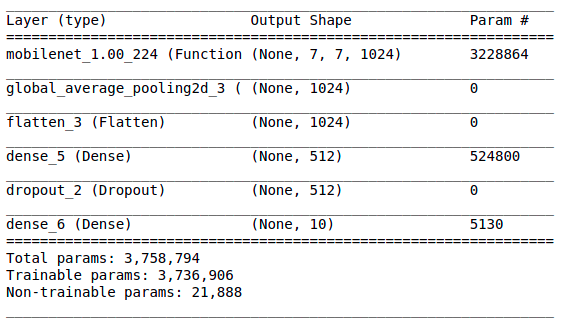 Layer (type) Output Shape Param #
mobilenet_1.00_224 (Function (None, 7, 7, 1024) 3228864
global_average_pooling2d_3 ( (None, 1024) 0
flatten_3 (Flatten) (None, 1024) 0
dense_5 (Dense) (None, 512) 524800
dropout_2 (Dropout) (None, 512) 0
dense_6 (Dense) (None, 10) 5130
Total params: 3,758,794
Trainable params: 3,736,906
Non-trainable params: 21,888